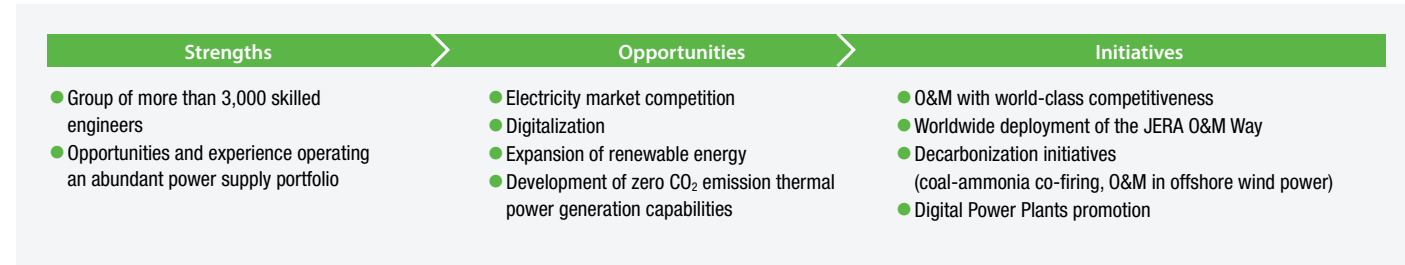 Strengths
● Group of more than 3,000 skilled
engineers
● Opportunities and experience operating
an abundant power supply portfolio
Opportunities
● Electricity market competition
● Digitalization
● Expansion of renewable energy
● Development of zero CO₂ emission thermal
power generation capabilities
Initiatives
● O&M with world-class competitiveness
● Worldwide deployment of the JERA O&M Way
● Decarbonization initiatives
(coal-ammonia co-firing, O&M in offshore wind power)
● Digital Power Plants promotion